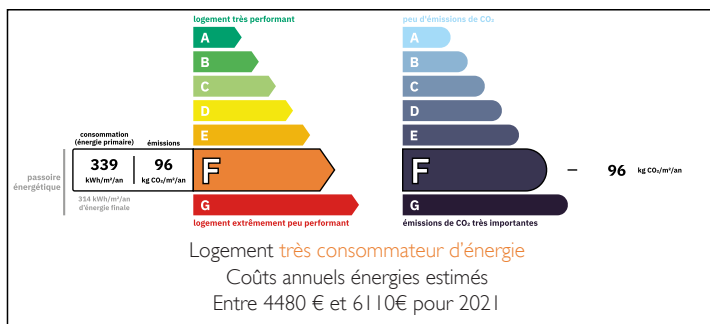 logement très performant
A
B
C
D
E
consommation
(énergie primaire)
émissions
339
kWh/m²/an
96
kg CO₂/m²/an
F
passoire
énergétique
314 kWh/m²/an
d'énergie finale
G
logement extrêmement peu performant
peu d'émissions de CO₂
A
B
C
D
E
F
96 kg CO₂/m²/an
G
émissions de CO₂ très importantes
Logement très consommateur d'énergie
Coûts annuels énergies estimés
Entre 4480 € et 6110€ pour 2021